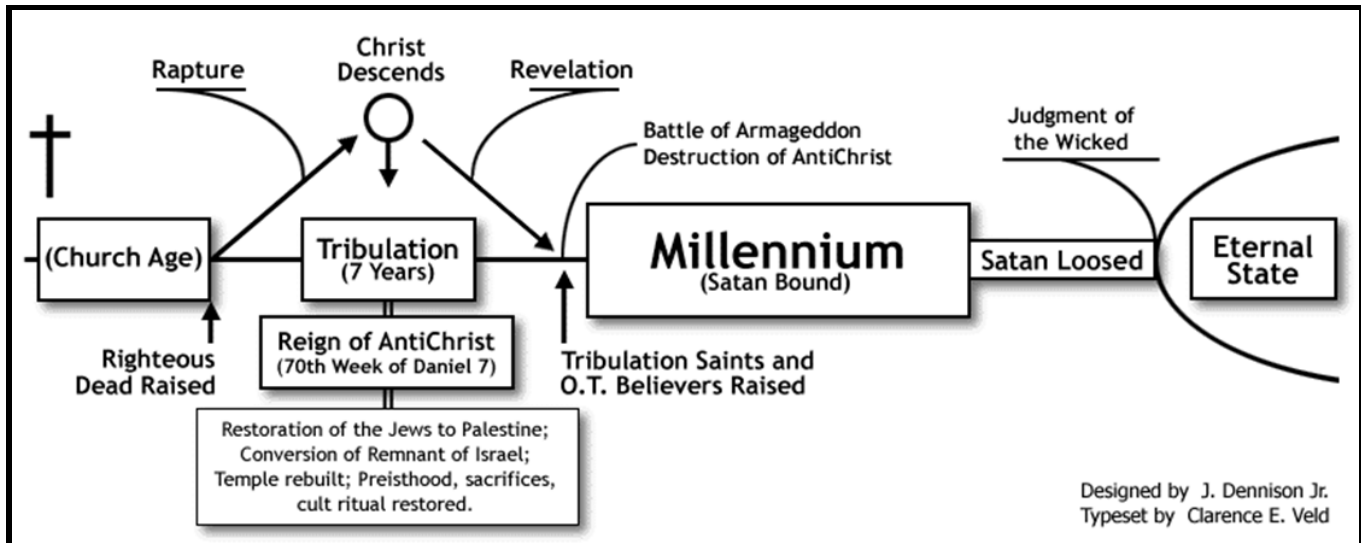 Rapture
Christ
Descends
Revelation
Battle of Armageddon
Destruction of AntiChrist
Judgment of
the Wicked
(Church Age)
Tribulation
(7 Years)
Millennium
(Satan Bound)
Satan Loosed
Eternal
State
Righteous
Dead Raised
Reign of AntiChrist
(70th Week of Daniel 7)
Tribulation Saints and
O.T. Believers Raised
Restoration of the Jews to Palestine;
Conversion of Remnant of Israel;
Temple rebuilt; Preisthood, sacrifices,
cult ritual restored.
Designed by J. Dennison Jr.
Typeset by Clarence E. Veld